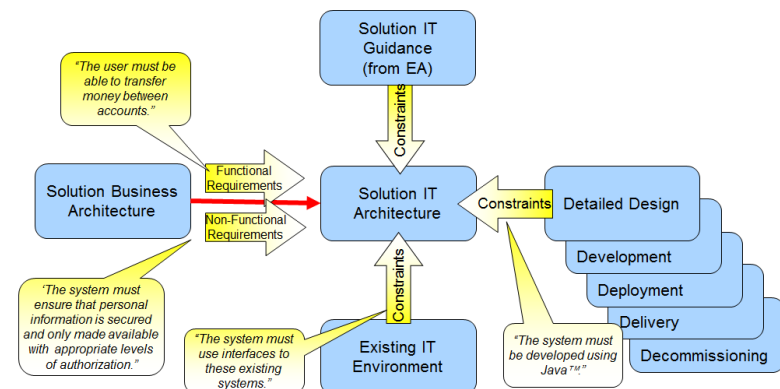 Solution IT
Guidance
(from EA)
"The user must be
able to transfer
money between
accounts."
Constraints
Functional
Requirements
Solution Business
Architecture
Solution IT
Architecture
Constraints
Detailed Design
Non-Functional
Requirements
Development
Constraints
Deployment
'The system must
ensure that personal
information is secured
and only made available
with appropriate levels
of authorization."
Delivery
"The system must
use interfaces to
these existing
systems."
Existing IT
Environment
"The system must
be developed using
Java™."
Decommissioning